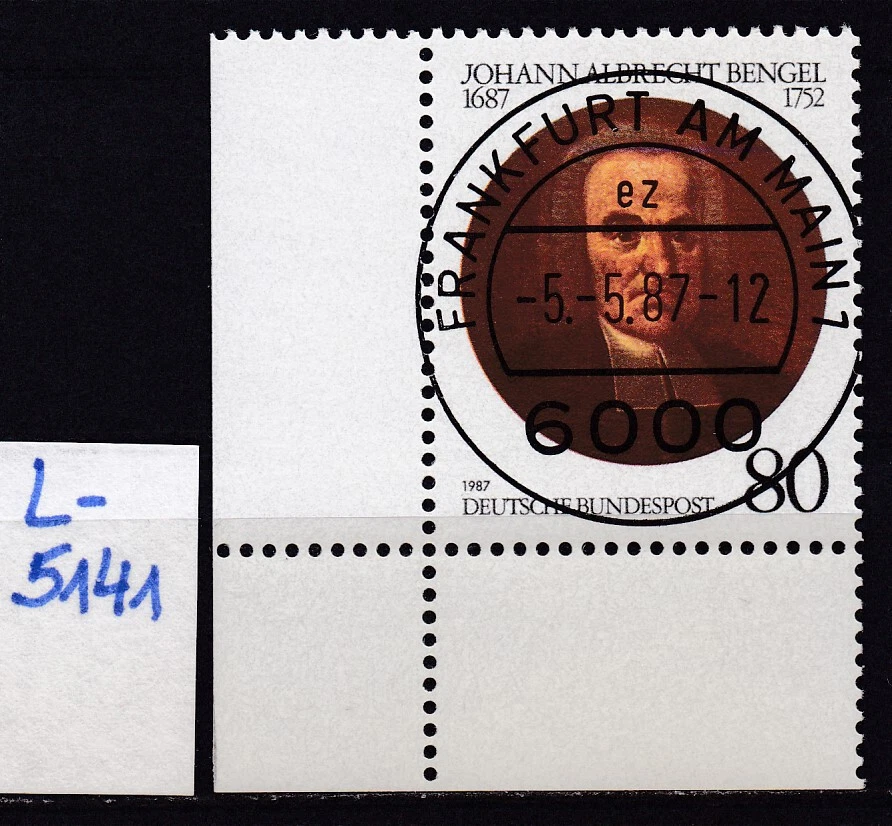 JOHANN ALBRECHT BENGEL
1687 1752
FRANKFURT AM MAIN 1
ez
-5.-5.87-12
6000
1987
DEUTSCHE BUNDESPOST
80
L-
5141